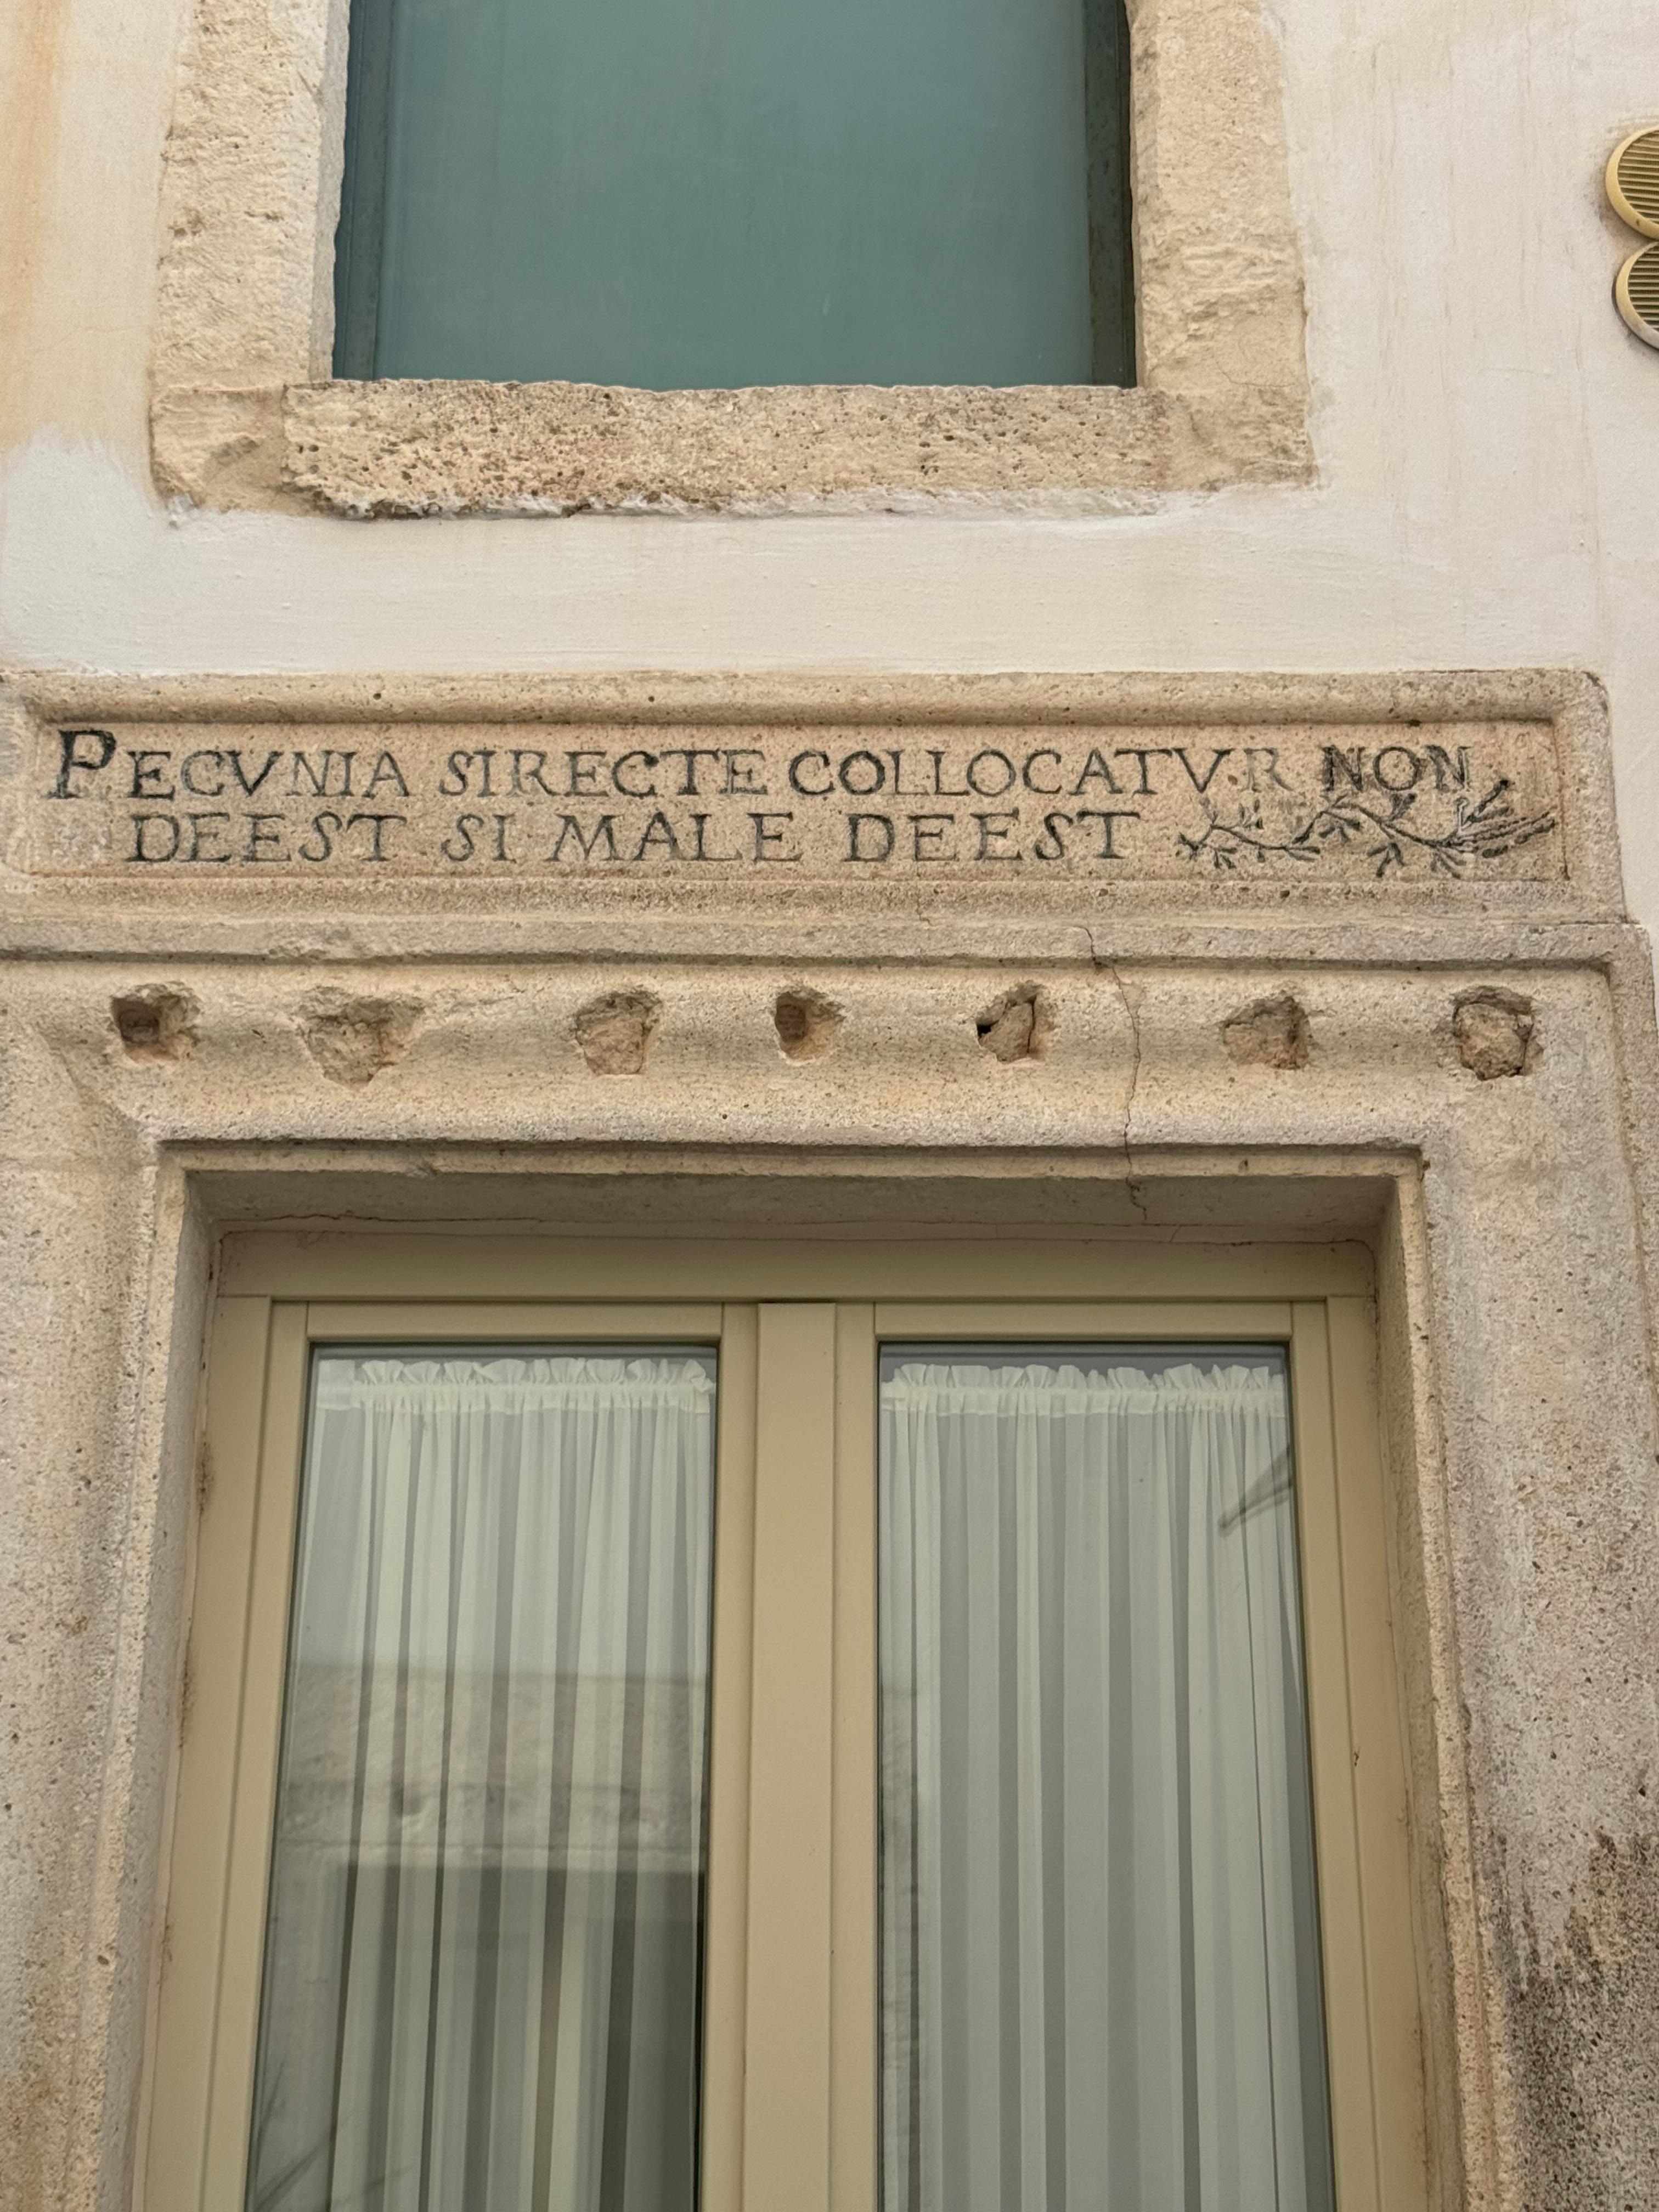 PECVNIA SI RECTE COLLOCATVR NON
DEEST SI MALE DEEST